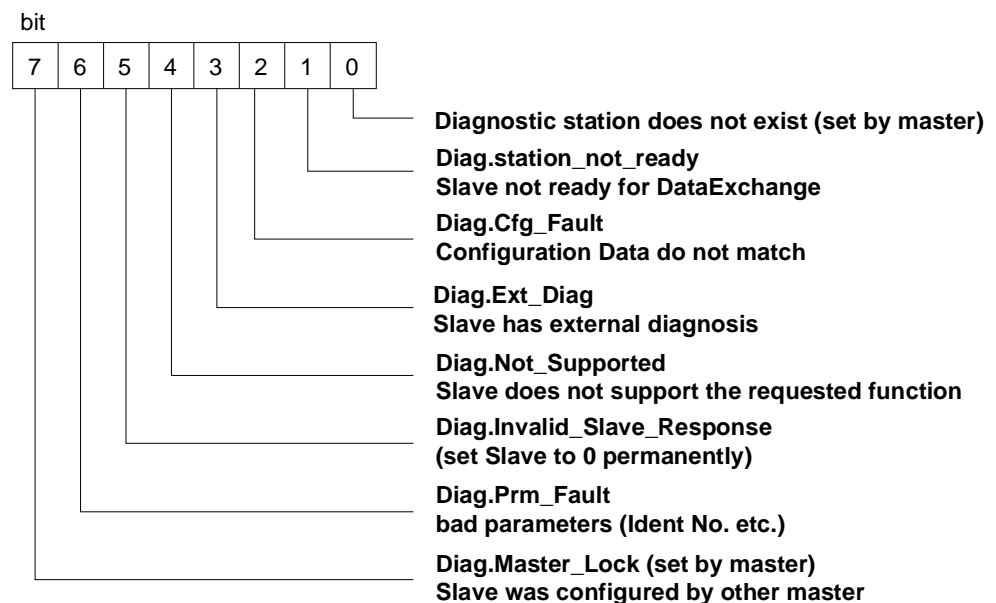 bit
7 6 5 4 3 2 1 0
Diagnostic station does not exist (set by master)
Diag.station_not_ready
Slave not ready for DataExchange
Diag.Cfg_Fault
Configuration Data do not match
Diag.Ext_Diag
Slave has external diagnosis
Diag.Not_Supported
Slave does not support the requested function
Diag.Invalid_Slave_Response
(set Slave to 0 permanently)
Diag.Prm_Fault
bad parameters (Ident No. etc.)
Diag.Master_Lock (set by master)
Slave was configured by other master